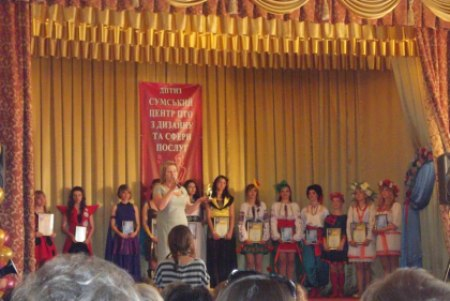 ДПТНЗ
СУМСЬКИЙ
ЦЕНТР ПТО
З ДИЗАЙНУ
ТА СФЕРИ
ПОСЛУГ